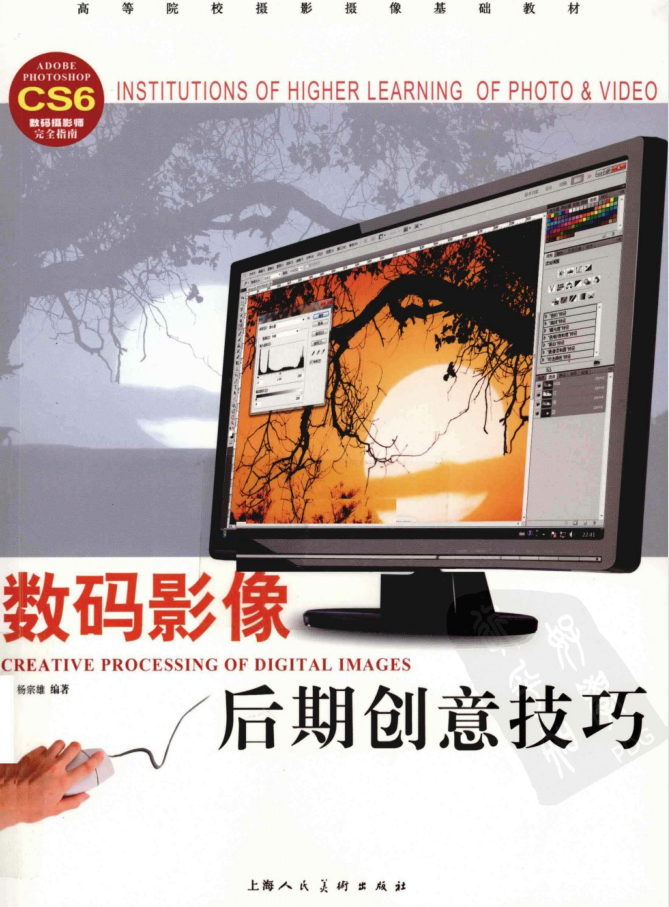 高等院校摄影摄像基础教材
ADOBE
PHOTOSHOP
CS6
数码摄影师
完全指南
INSTITUTIONS OF HIGHER LEARNING OF PHOTO & VIDEO
22:41
数码影像
CREATIVE PROCESSING OF DIGITAL IMAGES
杨宗雄 编著
后期创意技巧
PDG
上海人民美術出版社